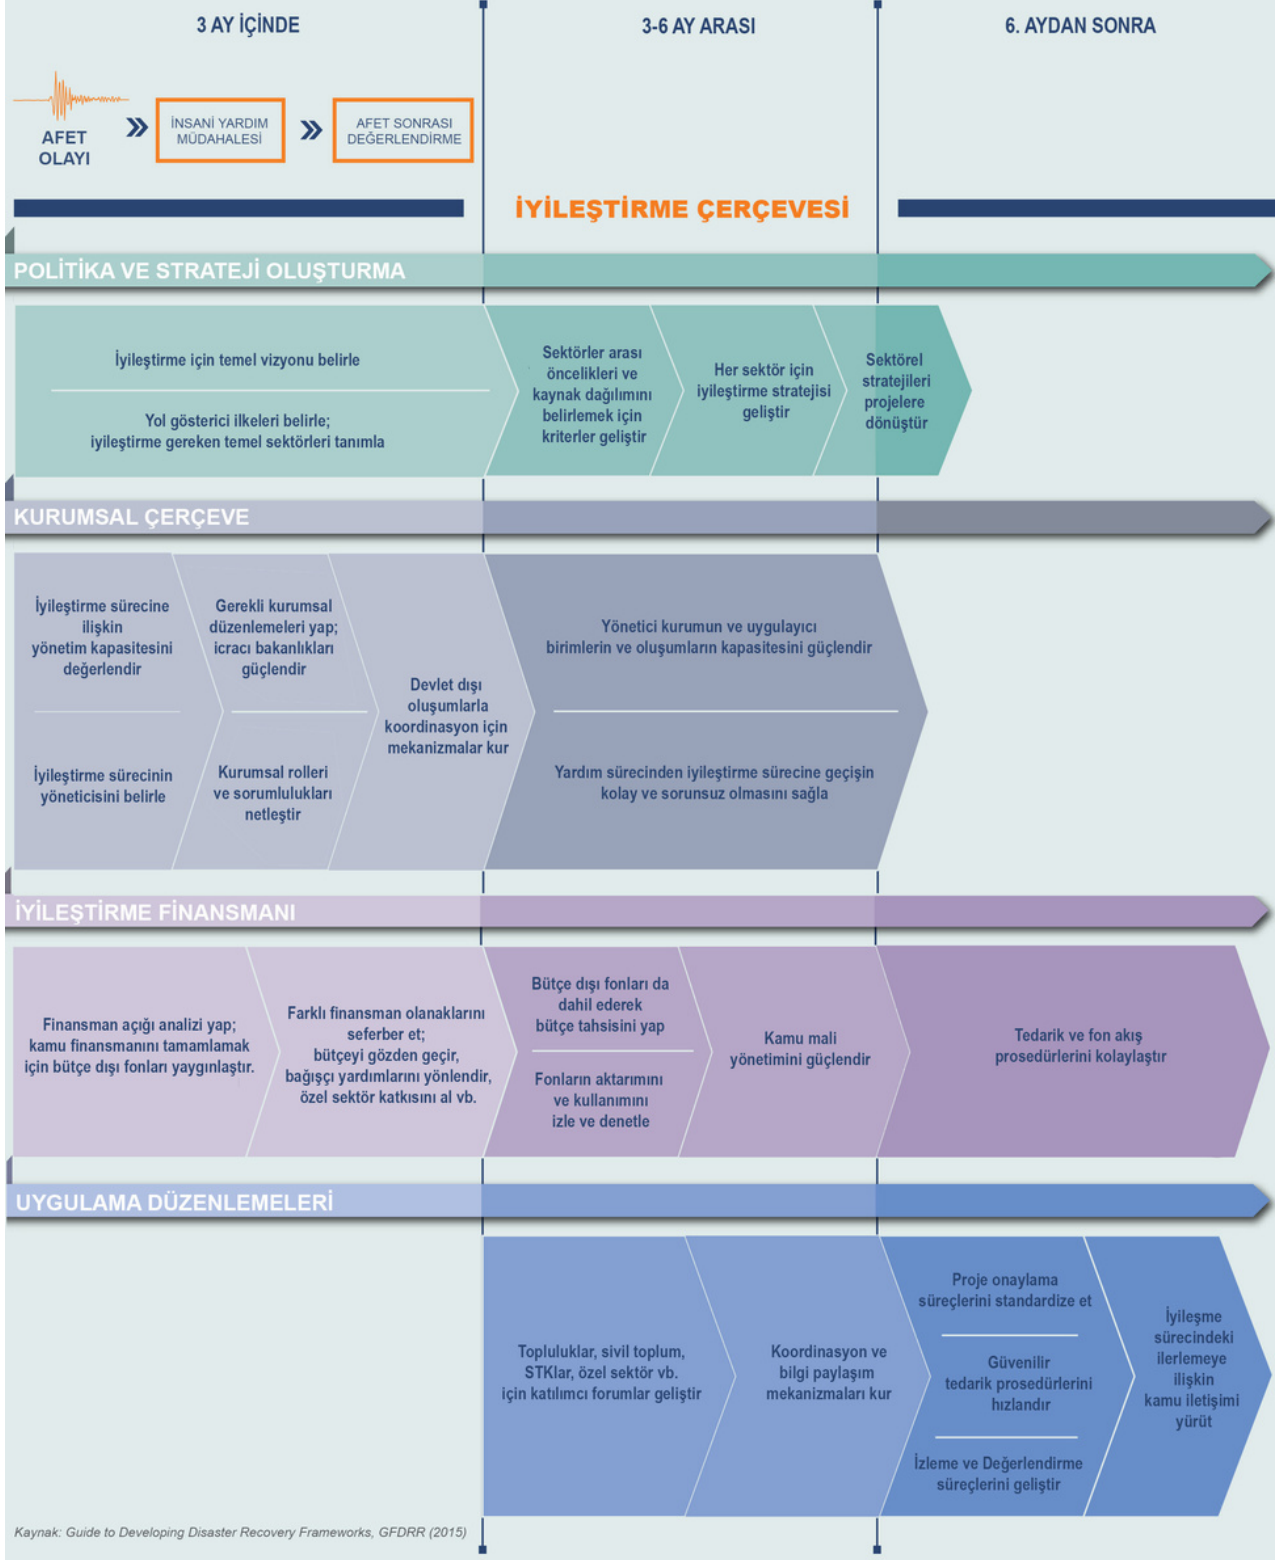 3 AY İÇİNDE
3-6 AY ARASI
6. AYDAN SONRA
AFET
OLAYI
İNSANİ YARDIM
MÜDAHALESİ
AFET SONRASI
DEĞERLENDİRME
İYİLEŞTİRME ÇERÇEVESİ
POLİTİKA VE STRATEJİ OLUŞTURMA
İyileştirme için temel vizyonu belirle
Yol gösterici ilkeleri belirle;
iyileştirme gereken temel sektörleri tanımla
Sektörler arası
öncelikleri ve
kaynak dağılımını
belirlemek için
kriterler geliştir
Her sektör için
iyileştirme stratejisi
geliştir
Sektörel
stratejileri
projelere
dönüştür
KURUMSAL ÇERÇEVE
İyileştirme sürecine
ilişkin
yönetim kapasitesini
değerlendir
İyileştirme sürecinin
yöneticisini belirle
Gerekli kurumsal
düzenlemeleri yap;
icracı bakanlıkları
güçlendir
Kurumsal rolleri
ve sorumlulukları
netleştir
Devlet dışı
oluşumlarla
koordinasyon için
mekanizmalar kur
Yönetici kurumun ve uygulayıcı
birimlerin ve oluşumların kapasitesini güçlendir
Yardım sürecinden iyileştirme sürecine geçişin
kolay ve sorunsuz olmasını sağla
İYİLEŞTİRME FİNANSMANI
Finansman açığı analizi yap;
kamu finansmanını tamamlamak
için bütçe dışı fonları yaygınlaştır.
Farklı finansman olanaklarını
seferber et;
bütçeyi gözden geçir,
bağışçı yardımlarını yönlendir,
özel sektör katkısını al vb.
Bütçe dışı fonları da
dahil ederek
bütçe tahsisini yap
Fonların aktarımını
ve kullanımını
izle ve denetle
Kamu mali
yönetimini güçlendir
Tedarik ve fon akış
prosedürlerini kolaylaştır
UYGULAMA DÜZENLEMELERİ
Topluluklar, sivil toplum,
STKlar, özel sektör vb.
için katılımcı forumlar geliştir
Koordinasyon ve
bilgi paylaşım
mekanizmaları kur
Proje onaylama
süreçlerini standardize et
Güvenilir
tedarik prosedürlerini
hızlandır
İzleme ve Değerlendirme
süreçlerini geliştir
İyileşme
sürecindeki
ilerlemeye
ilişkin
kamu iletişimi
yürüt
Kaynak: Guide to Developing Disaster Recovery Frameworks, GFDRR (2015)